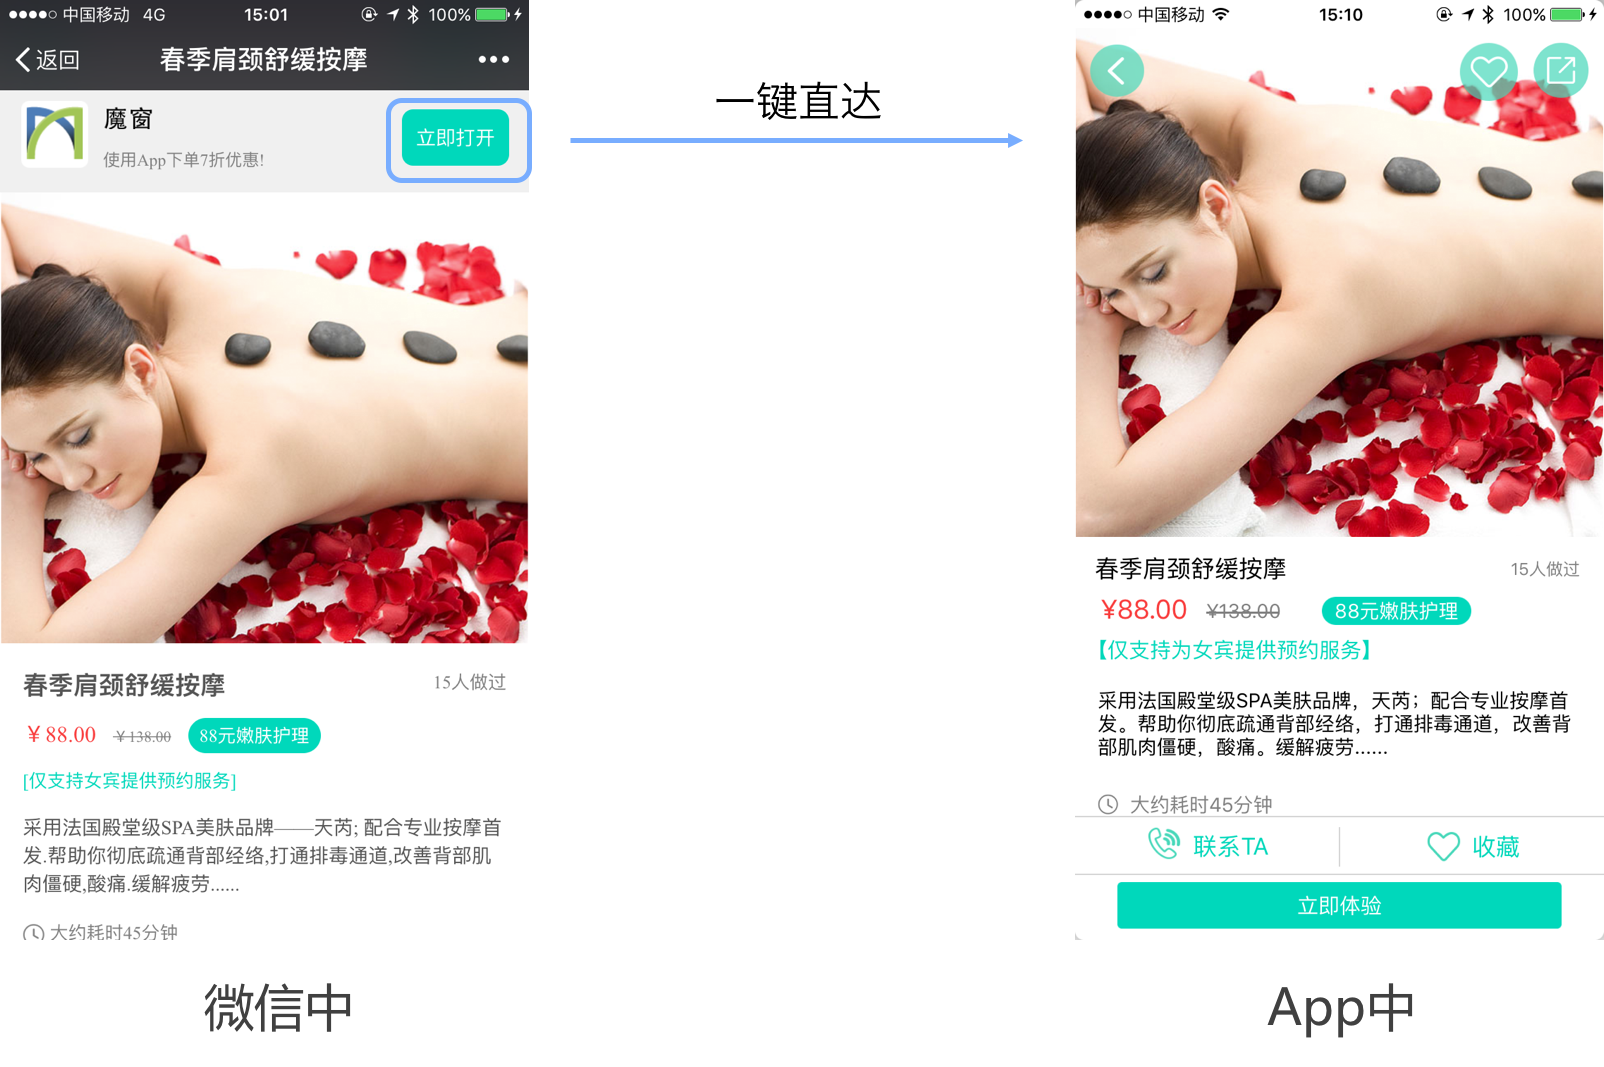 中国移动 4G 15:01 100%
返回 春季肩颈舒缓按摩
魔窗
使用App下单7折优惠!
立即打开
春季肩颈舒缓按摩
15人做过
￥88.00 ￥138.00 88元嫩肤护理
[仅支持女宾提供预约服务]
采用法国殿堂级SPA美肤品牌——天芮; 配合专业按摩首
发.帮助你彻底疏通背部经络,打通排毒通道,改善背部肌
肉僵硬,酸痛.缓解疲劳......
大约耗时45分钟
微信中
一键直达
中国移动 15:10 100%
春季肩颈舒缓按摩
15人做过
¥88.00 ¥138.00 88元嫩肤护理
【仅支持为女宾提供预约服务】
采用法国殿堂级SPA美肤品牌，天芮；配合专业按摩首
发。帮助你彻底疏通背部经络，打通排毒通道，改善背
部肌肉僵硬，酸痛。缓解疲劳......
大约耗时45分钟
联系TA 收藏
立即体验
App中